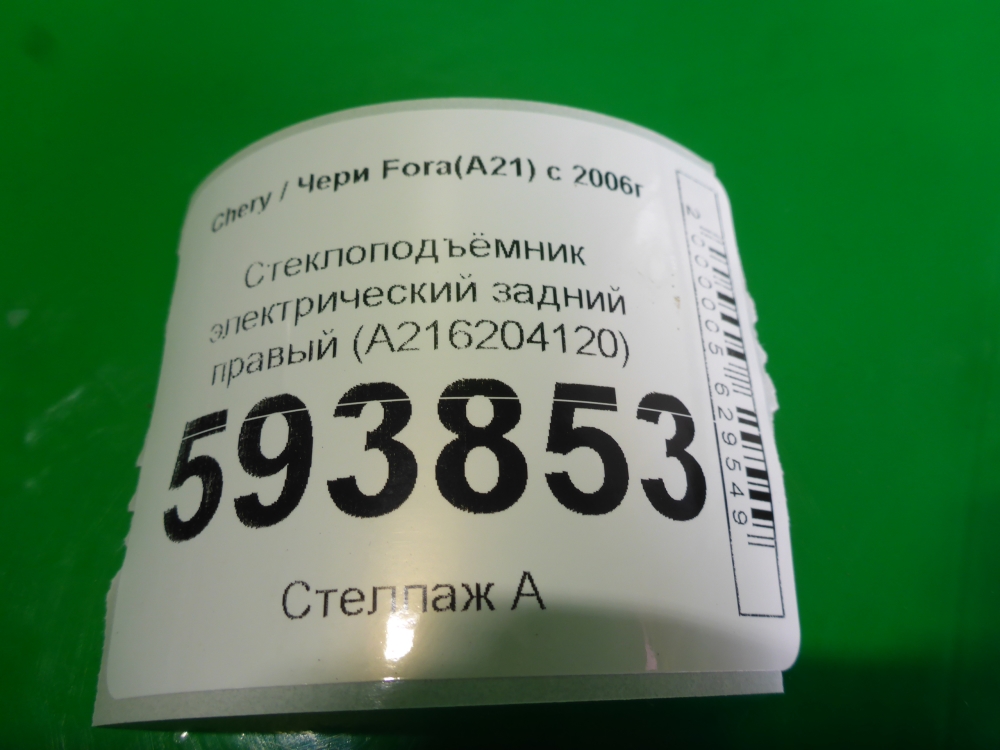 Chery / Чери Fora(A21) с 2006г
Стеклоподъёмник
электрический задний
правый (A216204120)
593853
Стеллаж А
2000005629549